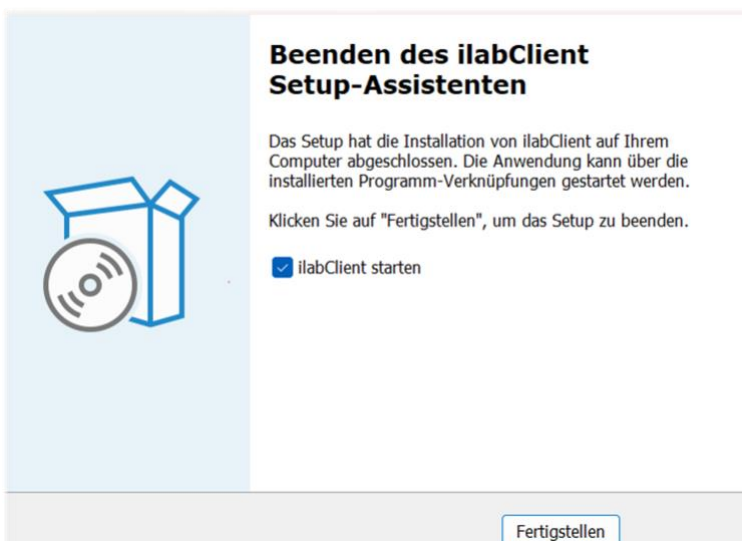 Beenden des ilabClient
Setup-Assistenten
Das Setup hat die Installation von ilabClient auf Ihrem
Computer abgeschlossen. Die Anwendung kann über die
installierten Programm-Verknüpfungen gestartet werden.
Klicken Sie auf "Fertigstellen", um das Setup zu beenden.
ilabClient starten
Fertigstellen